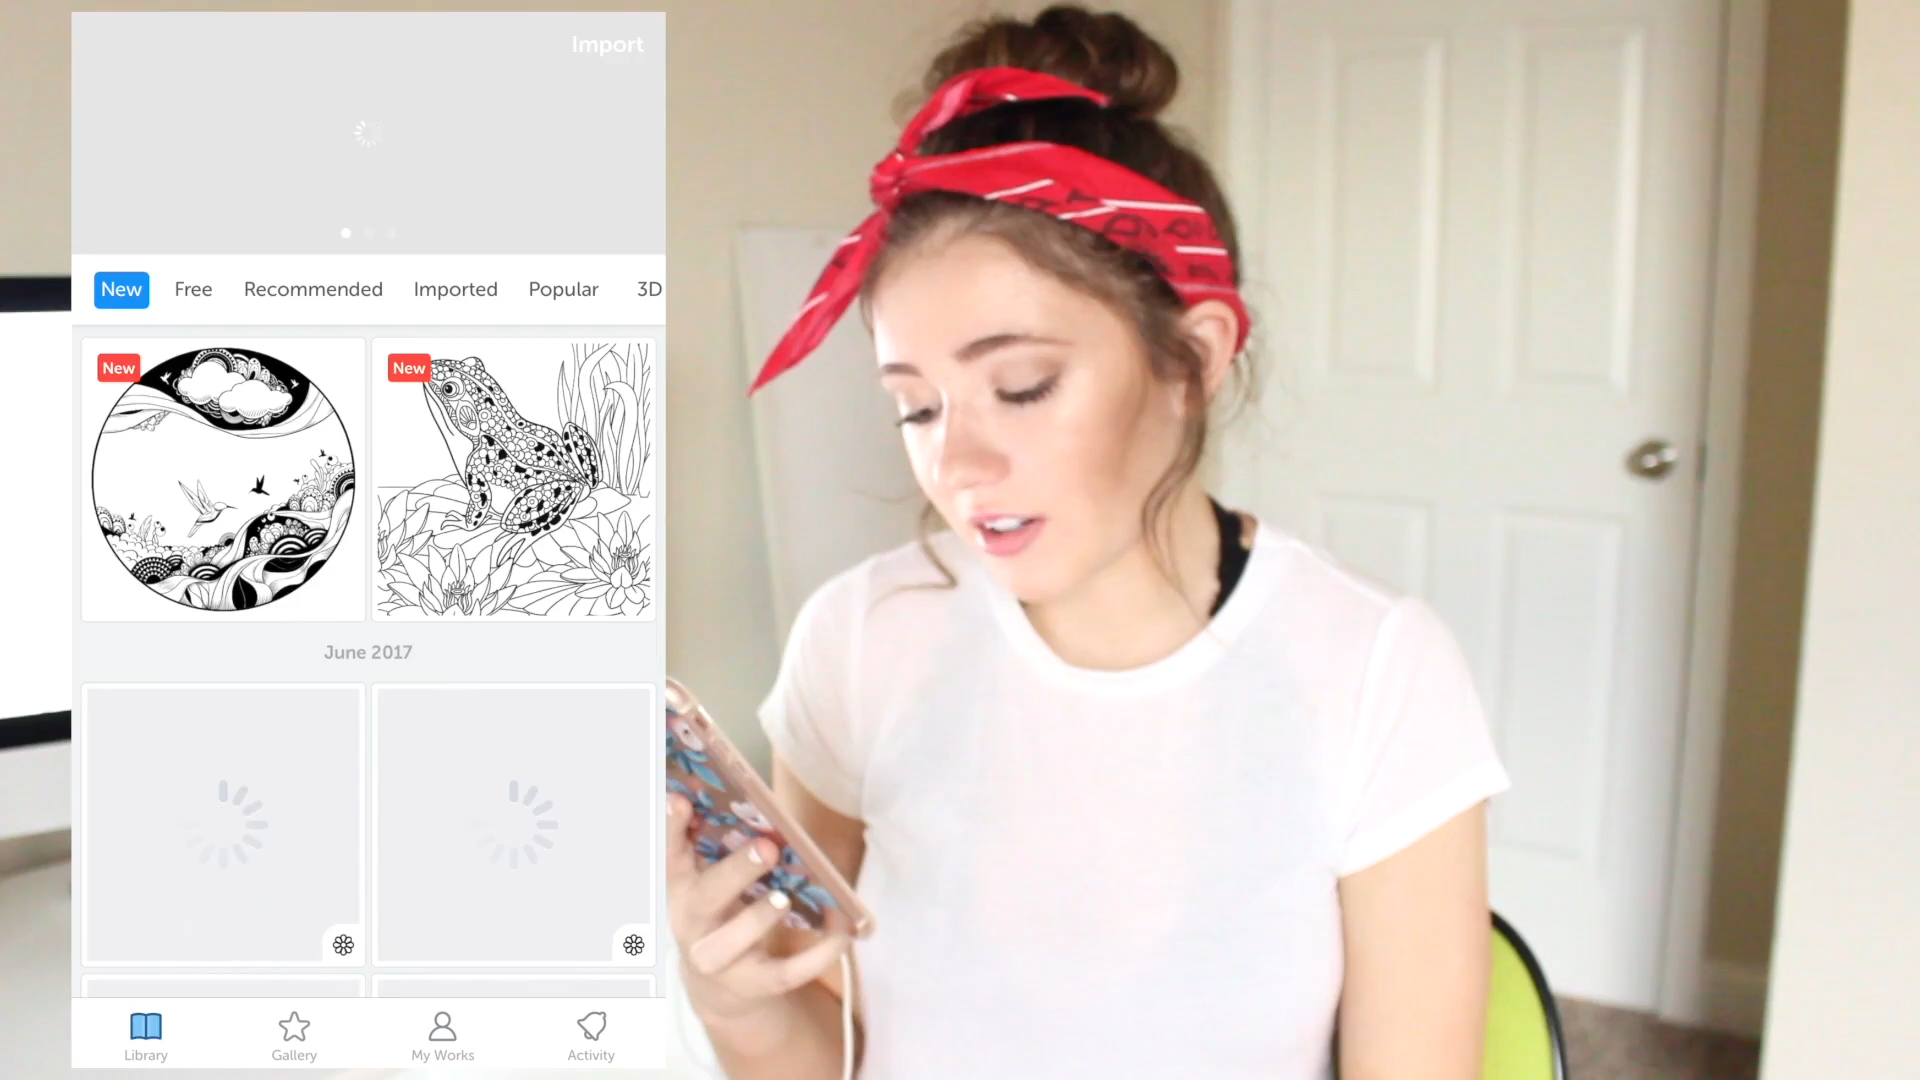 Import
New Free Recommended Imported Popular 3D
New New
June 2017
Library Gallery My Works Activity